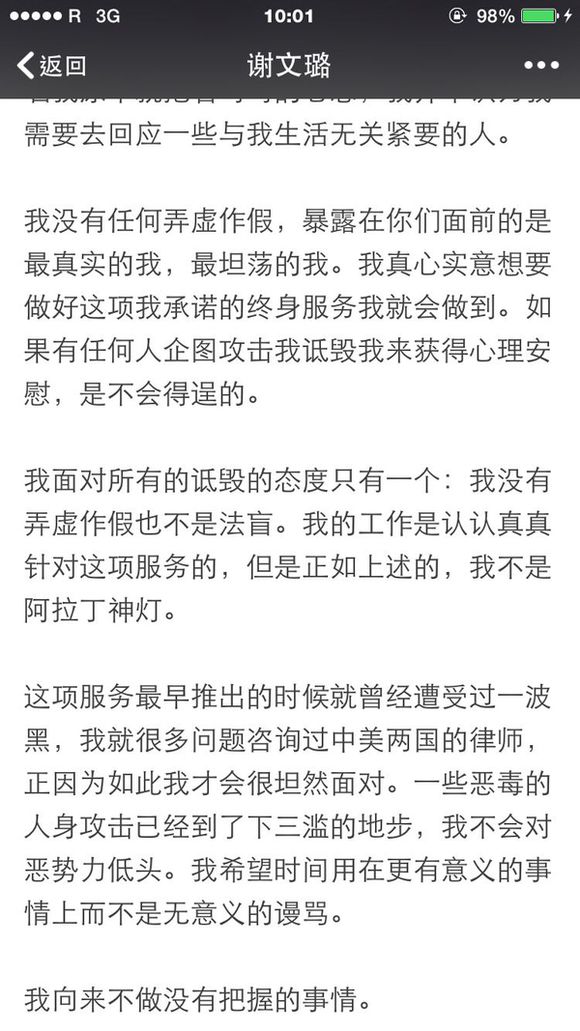 R 3G 10:01 98%
返回 谢文璐
需要去回应一些与我生活无关紧要的人。
我没有任何弄虚作假，暴露在你们面前的是
最真实的我，最坦荡的我。我真心实意想要
做好这项我承诺的终身服务我就会做到。如
果有任何人企图攻击我诋毁我来获得心理安
慰，是不会得逞的。
我面对所有的诋毁的态度只有一个：我没有
弄虚作假也不是法盲。我的工作是认认真真
针对这项服务的，但是正如上述的，我不是
阿拉丁神灯。
这项服务最早推出的时候就曾经遭受过一波
黑，我就很多问题咨询过中美两国的律师，
正因为如此我才会很坦然面对。一些恶毒的
人身攻击已经到了下三滥的地步，我不会对
恶势力低头。我希望时间用在更有意义的事
情上而不是无意义的谩骂。
我向来不做没有把握的事情。